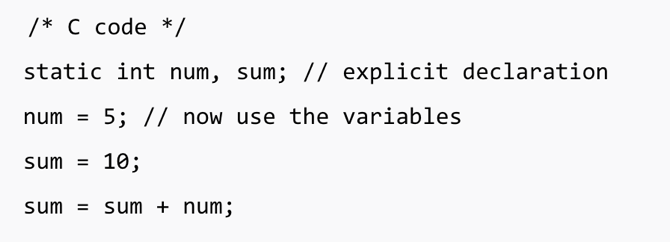 /* C code */
static int num, sum; // explicit declaration
num = 5; // now use the variables
sum = 10;
sum = sum + num;